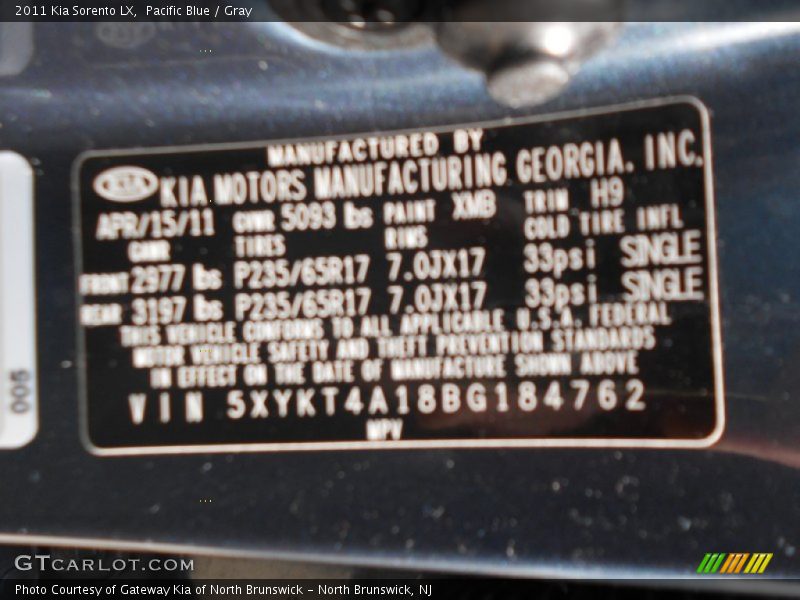 2011 Kia Sorento LX, Pacific Blue / Gray
MANUFACTURED BY
KIA KIA MOTORS MANUFACTURING GEORGIA, INC.
APR/15/11 GVWR 5093 lbs PAINT XMB TRIM H9
GAWR TIRES RIMS COLD TIRE INFL
FRONT 2977 lbs P235/65R17 7.0JX17 33psi SINGLE
REAR 3197 lbs P235/65R17 7.0JX17 33psi SINGLE
THIS VEHICLE CONFORMS TO ALL APPLICABLE U.S.A. FEDERAL
MOTOR VEHICLE SAFETY AND THEFT PREVENTION STANDARDS
IN EFFECT ON THE DATE OF MANUFACTURE SHOWN ABOVE
VIN 5XYKT4A18BG184762
MPV
005
GTCARLOT.COM
Photo Courtesy of Gateway Kia of North Brunswick - North Brunswick, NJ